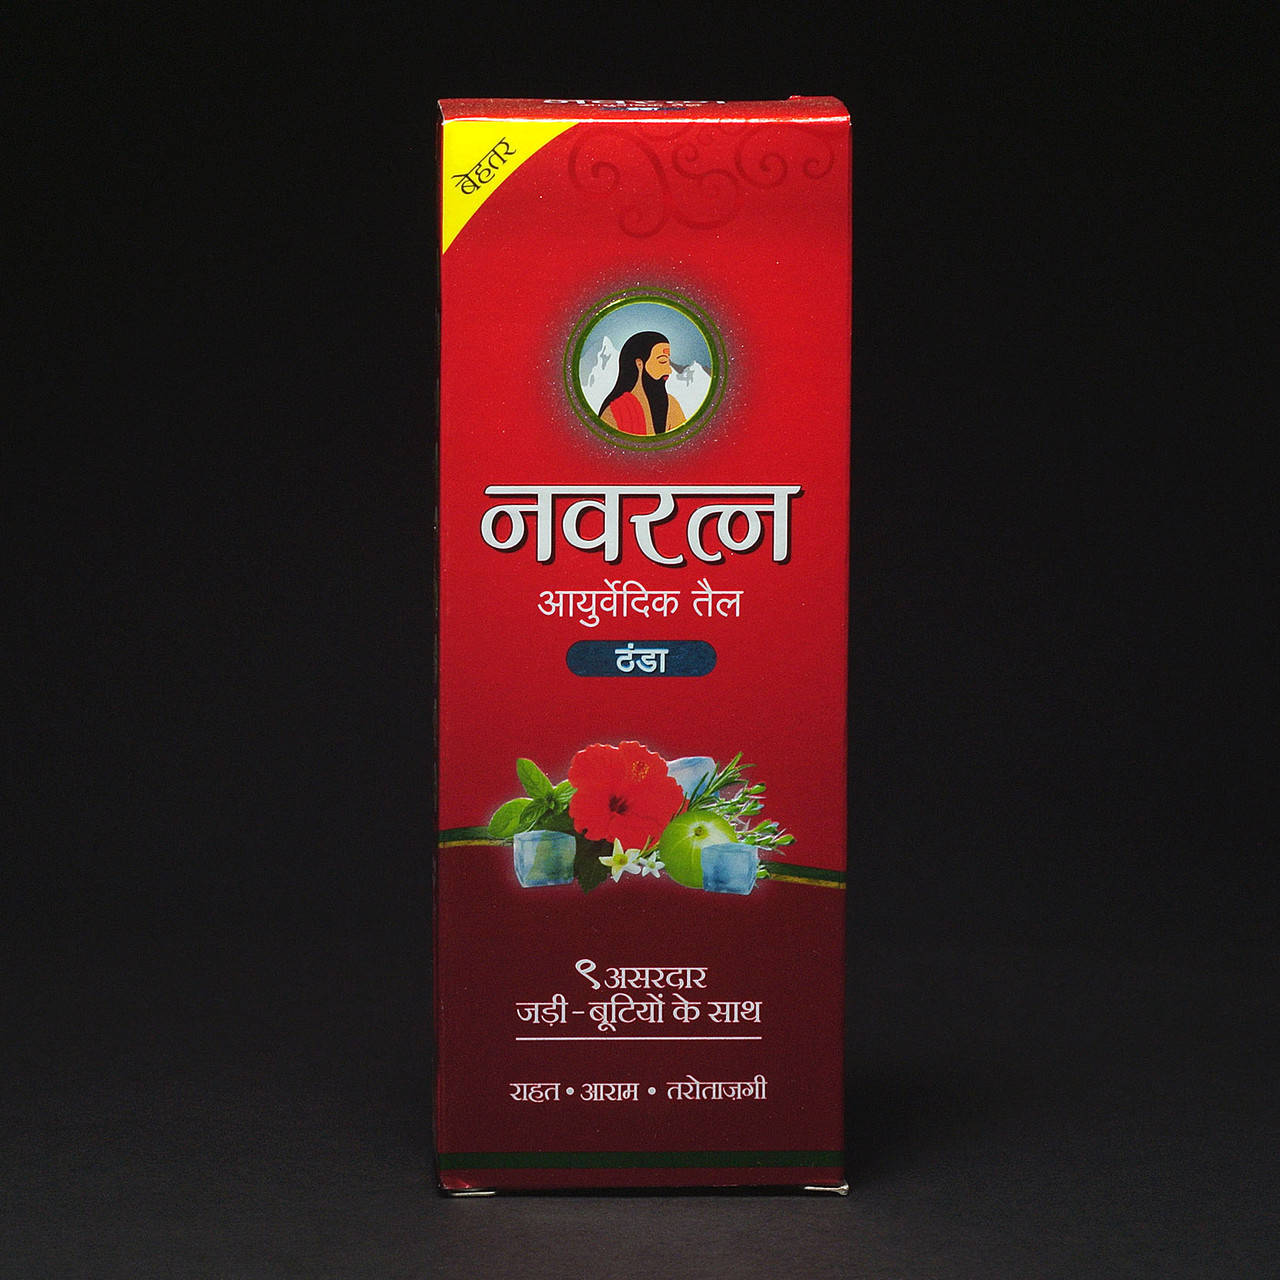 बेहतर
नवरत्न
आयुर्वेदिक तैल
ठंडा
९ असरदार
जड़ी - बूटियों के साथ
राहत • आराम • तरोताज़गी